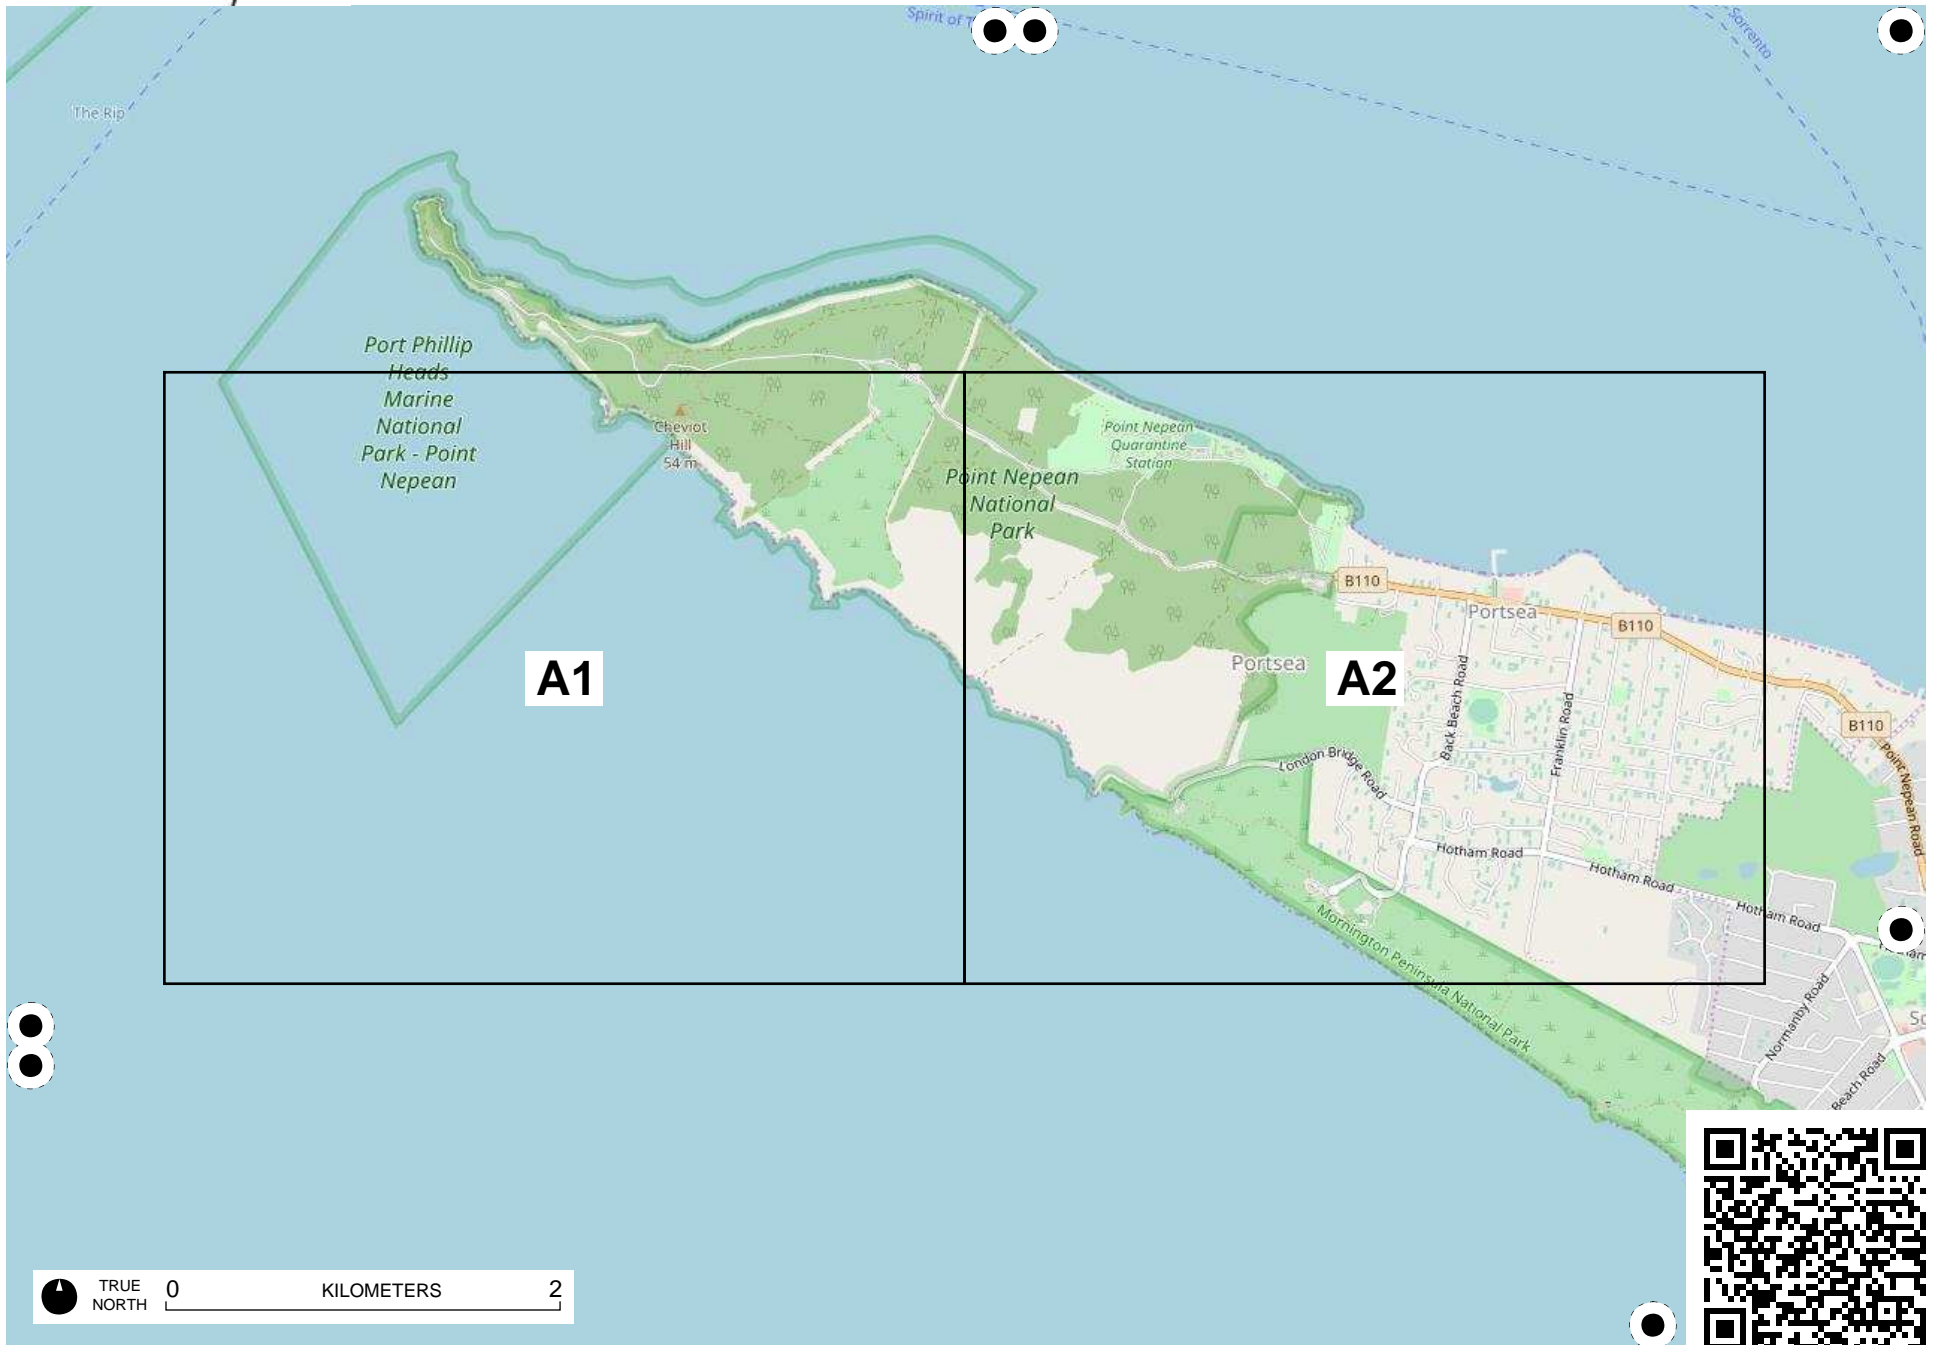 Spirit of T
Sorrento
The Rip
Port Phillip
Heads
Marine
National
Park - Point
Nepean
Cheviot
Hill
54 m
Point Nepean
Quarantine
Station
Point Nepean
National
Park
B110
Portsea
B110
A1
Portsea
A2
Back Beach Road
Franklin Road
B110
Point Nepean Road
London Bridge Road
Hotham Road
Hotham Road
Hotham Road
Mornington Peninsula National Park
Normanby Road
Beach Road
TRUE
NORTH
0
KILOMETERS
2